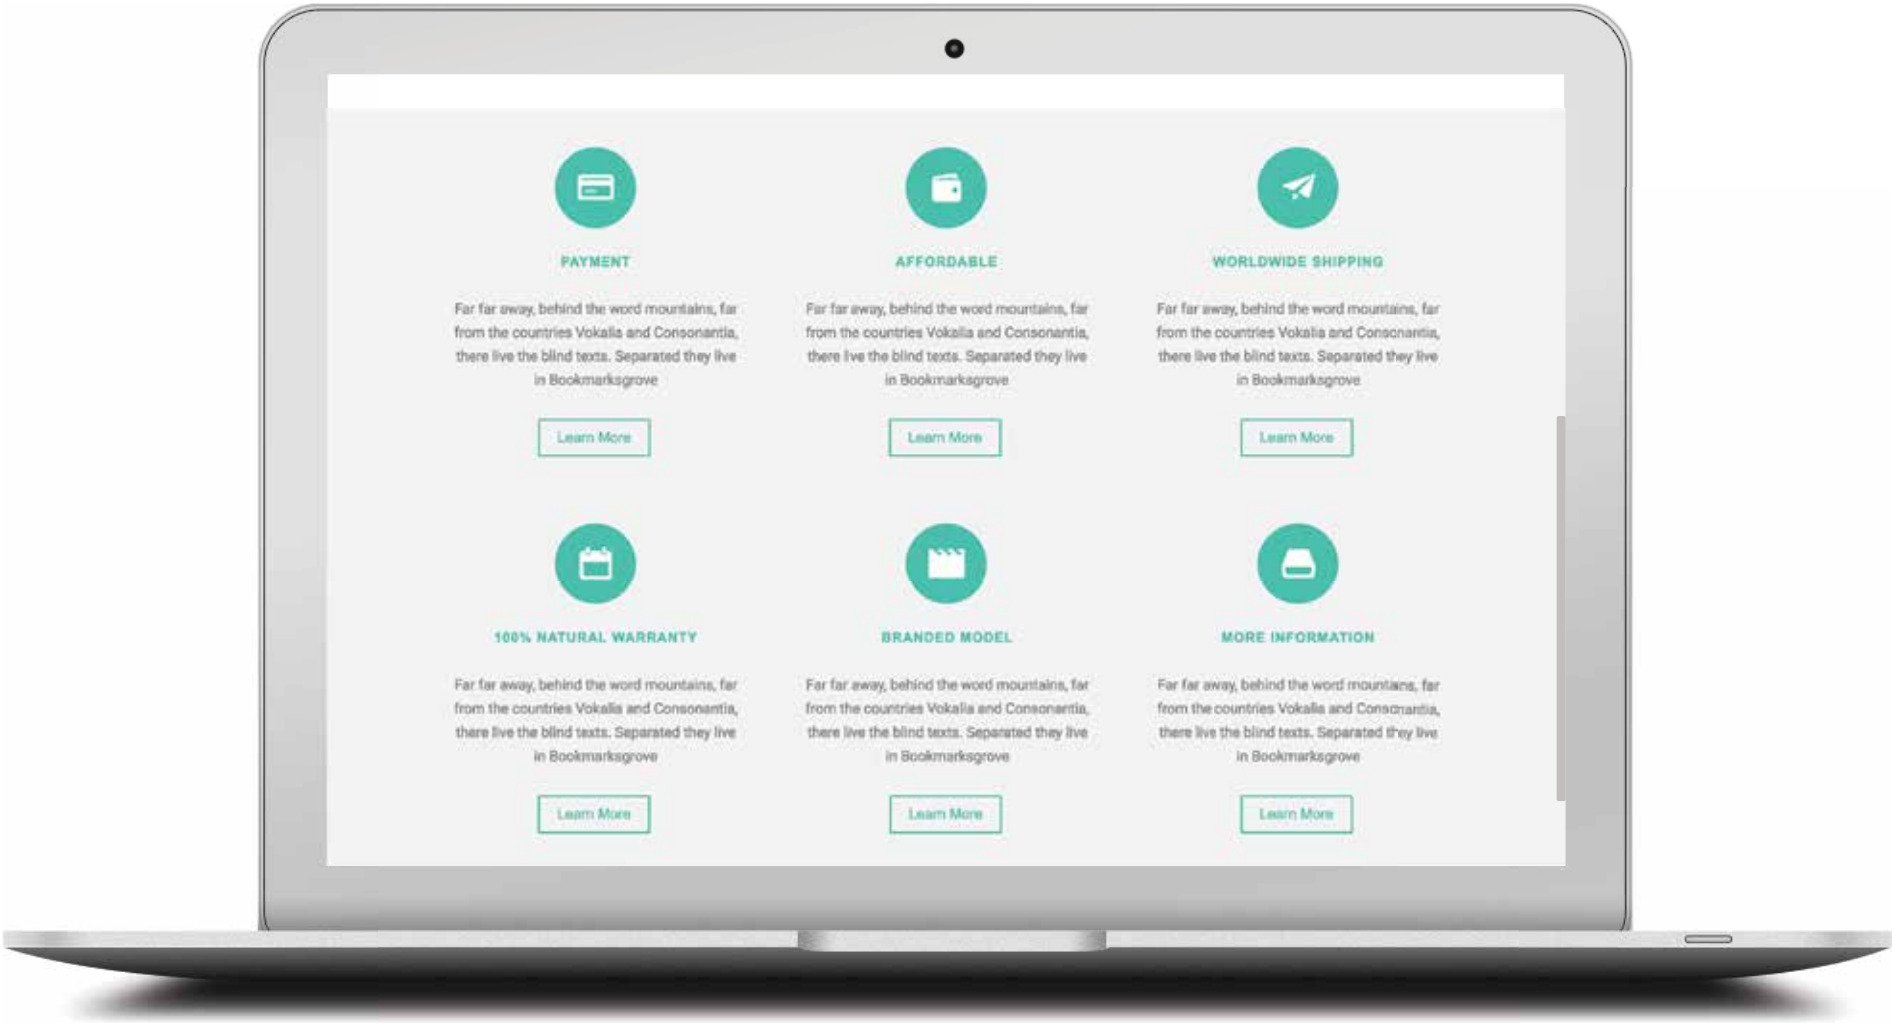 PAYMENT
Far far away, behind the word mountains, far
from the countries Vokalia and Consonantia,
there live the blind texts. Separated they live
in Bookmarksgrove
Learn More
AFFORDABLE
Far far away, behind the word mountains, far
from the countries Vokalia and Consonantia,
there live the blind texts. Separated they live
in Bookmarksgrove
Learn More
WORLDWIDE SHIPPING
Far far away, behind the word mountains, far
from the countries Vokalia and Consonantia,
there live the blind texts. Separated they live
in Bookmarksgrove
Learn More
100% NATURAL WARRANTY
Far far away, behind the word mountains, far
from the countries Vokalia and Consonantia,
there live the blind texts. Separated they live
in Bookmarksgrove
Learn More
BRANDED MODEL
Far far away, behind the word mountains, far
from the countries Vokalia and Consonantia,
there live the blind texts. Separated they live
in Bookmarksgrove
Learn More
MORE INFORMATION
Far far away, behind the word mountains, far
from the countries Vokalia and Consonantia,
there live the blind texts. Separated they live
in Bookmarksgrove
Learn More